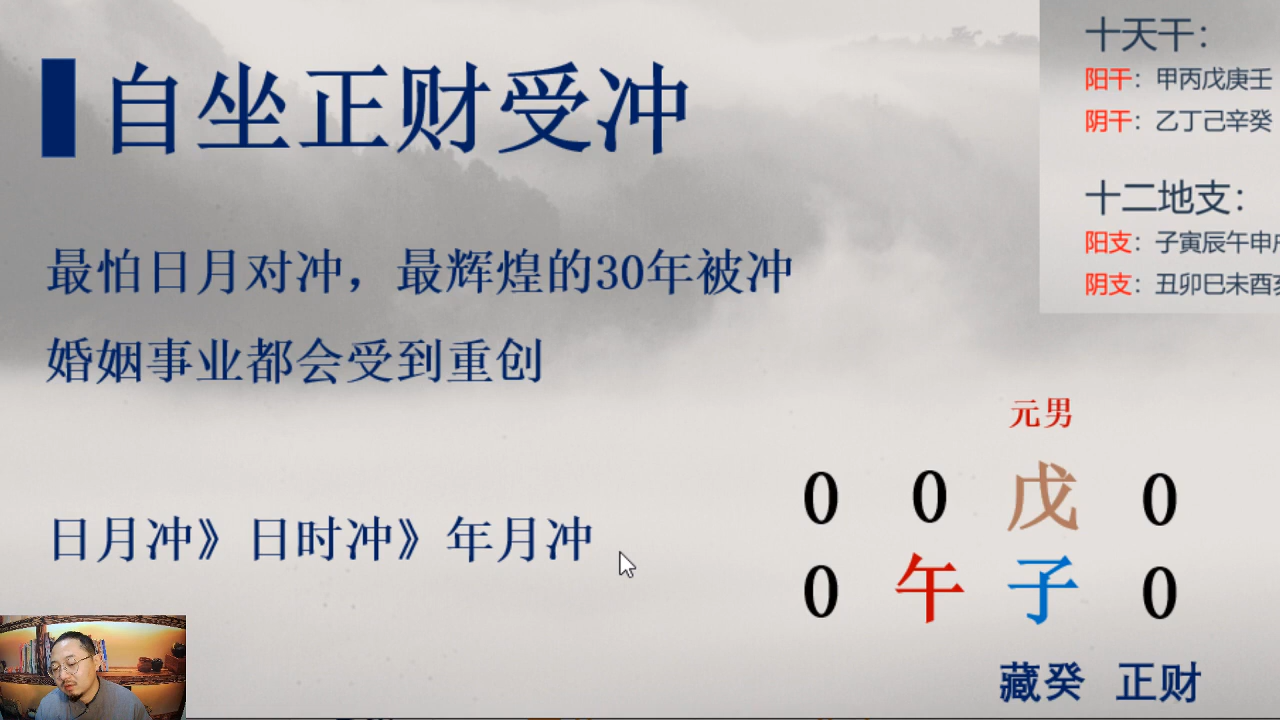 自坐正财受冲
最怕日月对冲，最辉煌的30年被冲
婚姻事业都会受到重创
日月冲》日时冲》年月冲
十天干：
阳干：甲丙戊庚壬
阴干：乙丁己辛癸
十二地支：
阳支：子寅辰午申
阴支：丑卯巳未酉
元男
0 0 戊 0
0 午 子 0
藏癸 正财